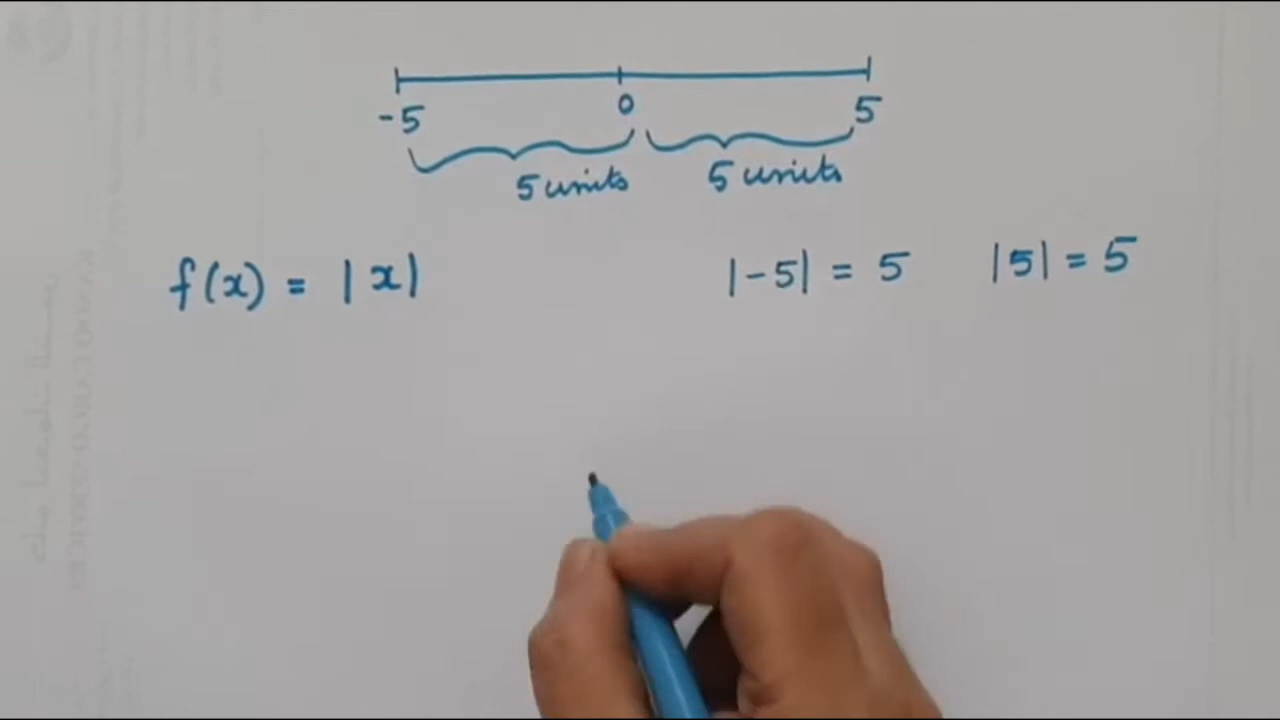 -5 0 5
5 units 5 units
f(x) = |x| |-5| = 5 |5| = 5